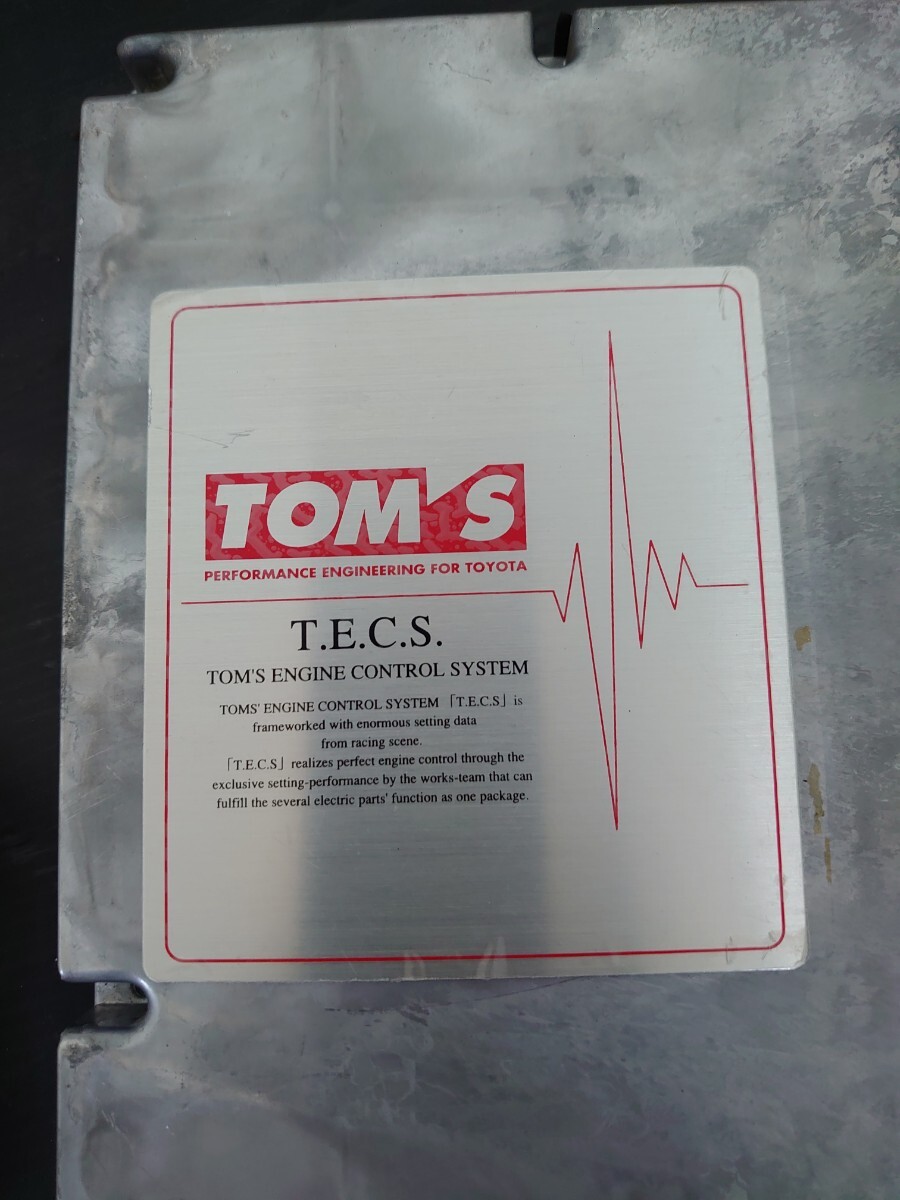 TOM'S
PERFORMANCE ENGINEERING FOR TOYOTA
T.E.C.S.
TOM'S ENGINE CONTROL SYSTEM
TOMS' ENGINE CONTROL SYSTEM「T.E.C.S」is
frameworked with enormous setting data
from racing scene.
「T.E.C.S」realizes perfect engine control through the
exclusive setting-performance by the works-team that can
fulfill the several electric parts' function as one package.